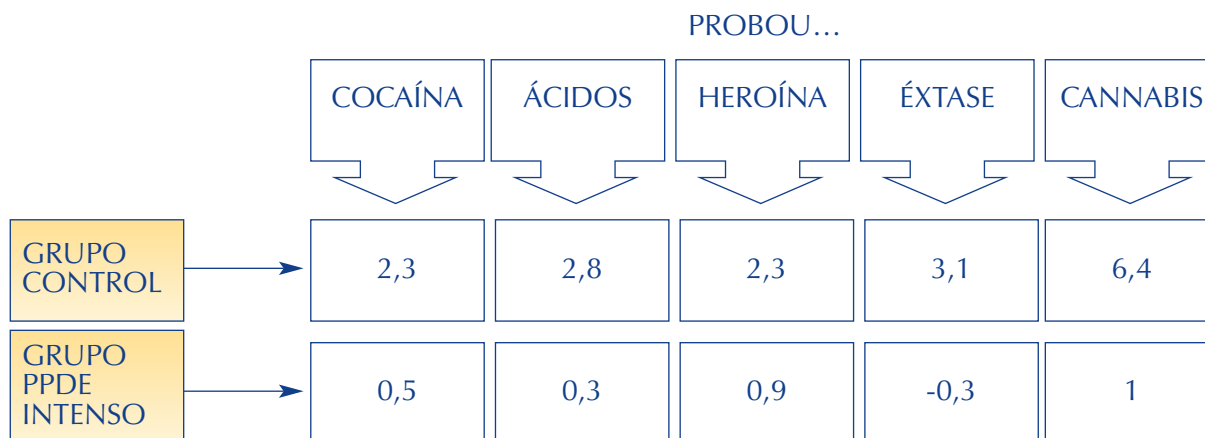 PROBOU...
COCAÍNA ÁCIDOS HEROÍNA ÉXTASE CANNABIS
GRUPO
CONTROL
2,3 2,8 2,3 3,1 6,4
GRUPO
PPDE
INTENSO
0,5 0,3 0,9 -0,3 1